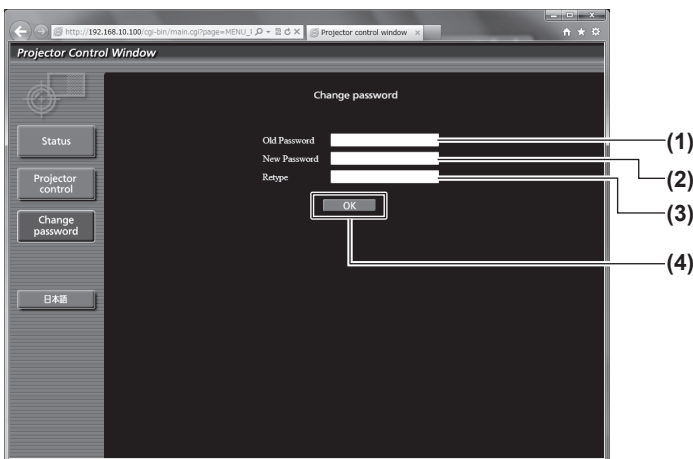 http://192.168.10.100/cgi-bin/main.cgi?page=MENU_
Projector control window
Projector Control Window
Change password
Status
Projector
control
Change
password
日本語
Old Password
New Password
Retype
OK
(1)
(2)
(3)
(4)